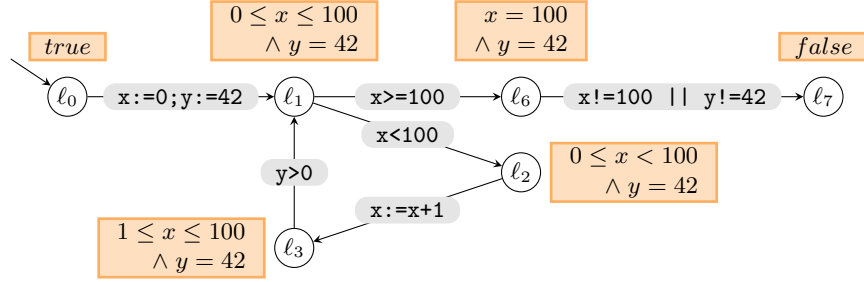 0 ≤ x ≤ 100
∧ y = 42
x = 100
∧ y = 42
true
false
ℓ0
x:=0;y:=42
ℓ1
x>=100
ℓ6
x!=100 || y!=42
ℓ7
x<100
y>0
ℓ2
0 ≤ x < 100
∧ y = 42
x:=x+1
1 ≤ x ≤ 100
∧ y = 42
ℓ3